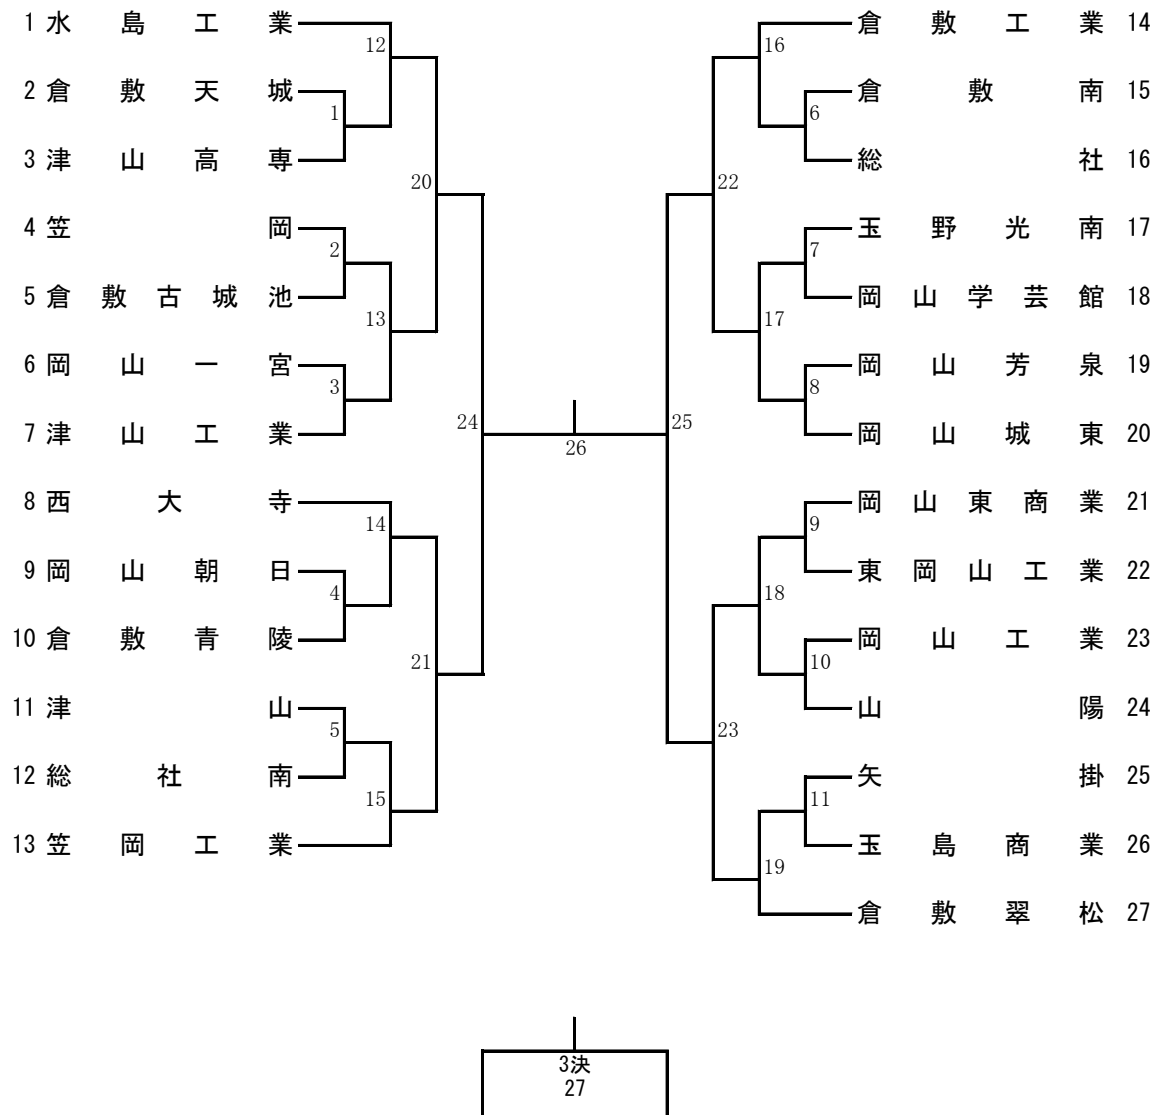 1 水島工業
12
2 倉敷天城
1
3 津山高専
20
4 笠岡
2
5 倉敷古城池
13
6 岡山一宮
3
7 津山工業
24
8 西大寺
14
9 岡山朝日
4
10 倉敷青陵
21
11 津山
5
12 総社南
15
13 笠岡工業
26
倉敷工業 14
16
倉敷南 15
6
総社 16
22
玉野光南 17
7
岡山学芸館 18
17
岡山芳泉 19
8
岡山城東 20
25
岡山東商業 21
9
東岡山工業 22
18
岡山工業 23
10
山陽 24
23
矢掛 25
11
玉島商業 26
19
倉敷翠松 27
3決
27